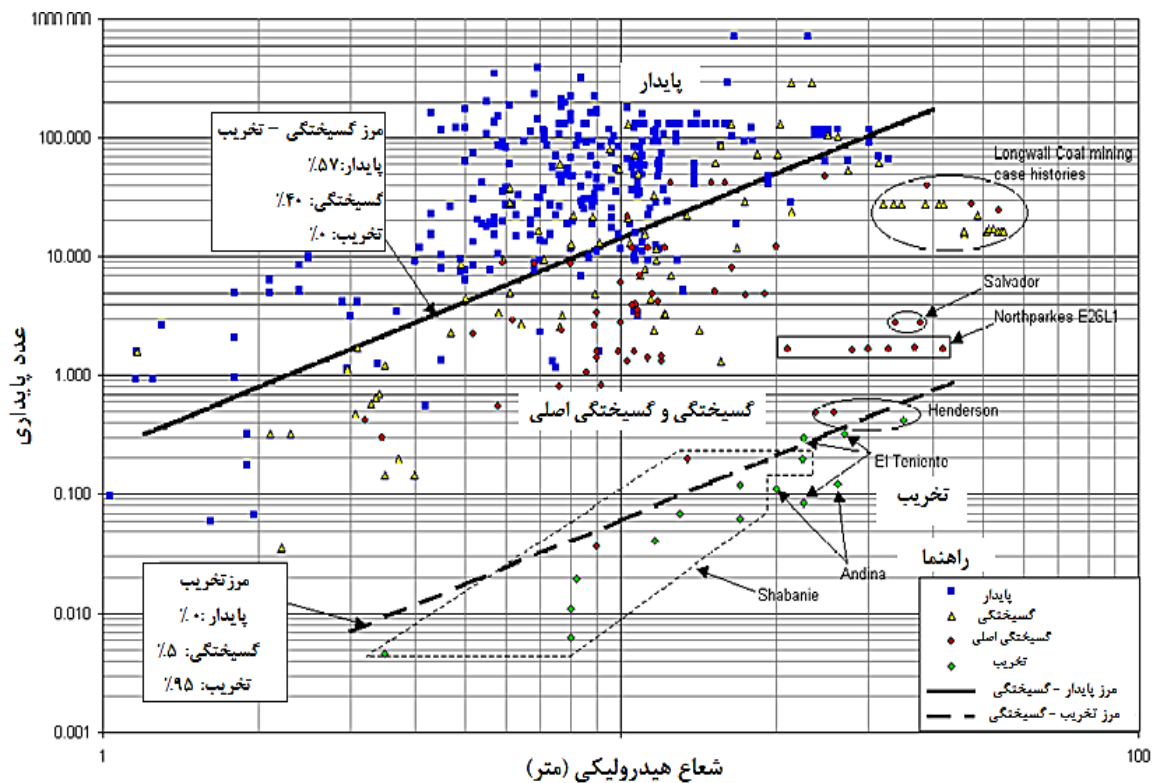 1000.000
100.000
10.000
1.000
0.100
0.010
0.001
عدد پایداری
1
10
100
شعاع هیدرولیکی (متر)
پایدار
مرز گسیختگی – تخریب
پایدار:۵۷٪
گسیختگی: ۴۰٪
تخریب: ۰٪
Longwall Coal mining
case histories
Salvador
Northparkes E26L1
گسیختگی و گسیختگی اصلی
Henderson
El Teniente
تخریب
Andina
Shabanie
مرزتخریب
پایدار:۰٪
گسیختگی: ۵٪
تخریب: ۹۵٪
راهنما
پایدار
گسیختگی
گسیختگی اصلی
تخریب
مرز پایدار – گسیختگی
مرز تخریب – گسیختگی